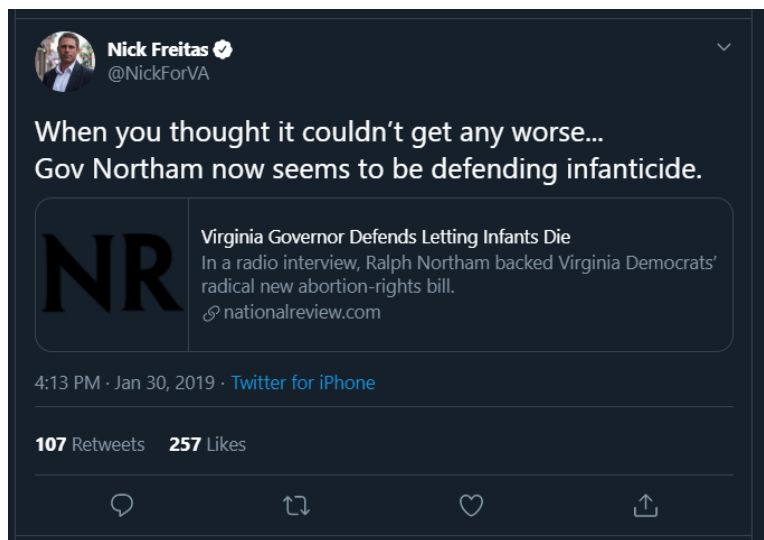 Nick Freitas
@NickForVA
When you thought it couldn’t get any worse...
Gov Northam now seems to be defending infanticide.
NR
Virginia Governor Defends Letting Infants Die
In a radio interview, Ralph Northam backed Virginia Democrats’
radical new abortion-rights bill.
nationalreview.com
4:13 PM · Jan 30, 2019 · Twitter for iPhone
107 Retweets 257 Likes